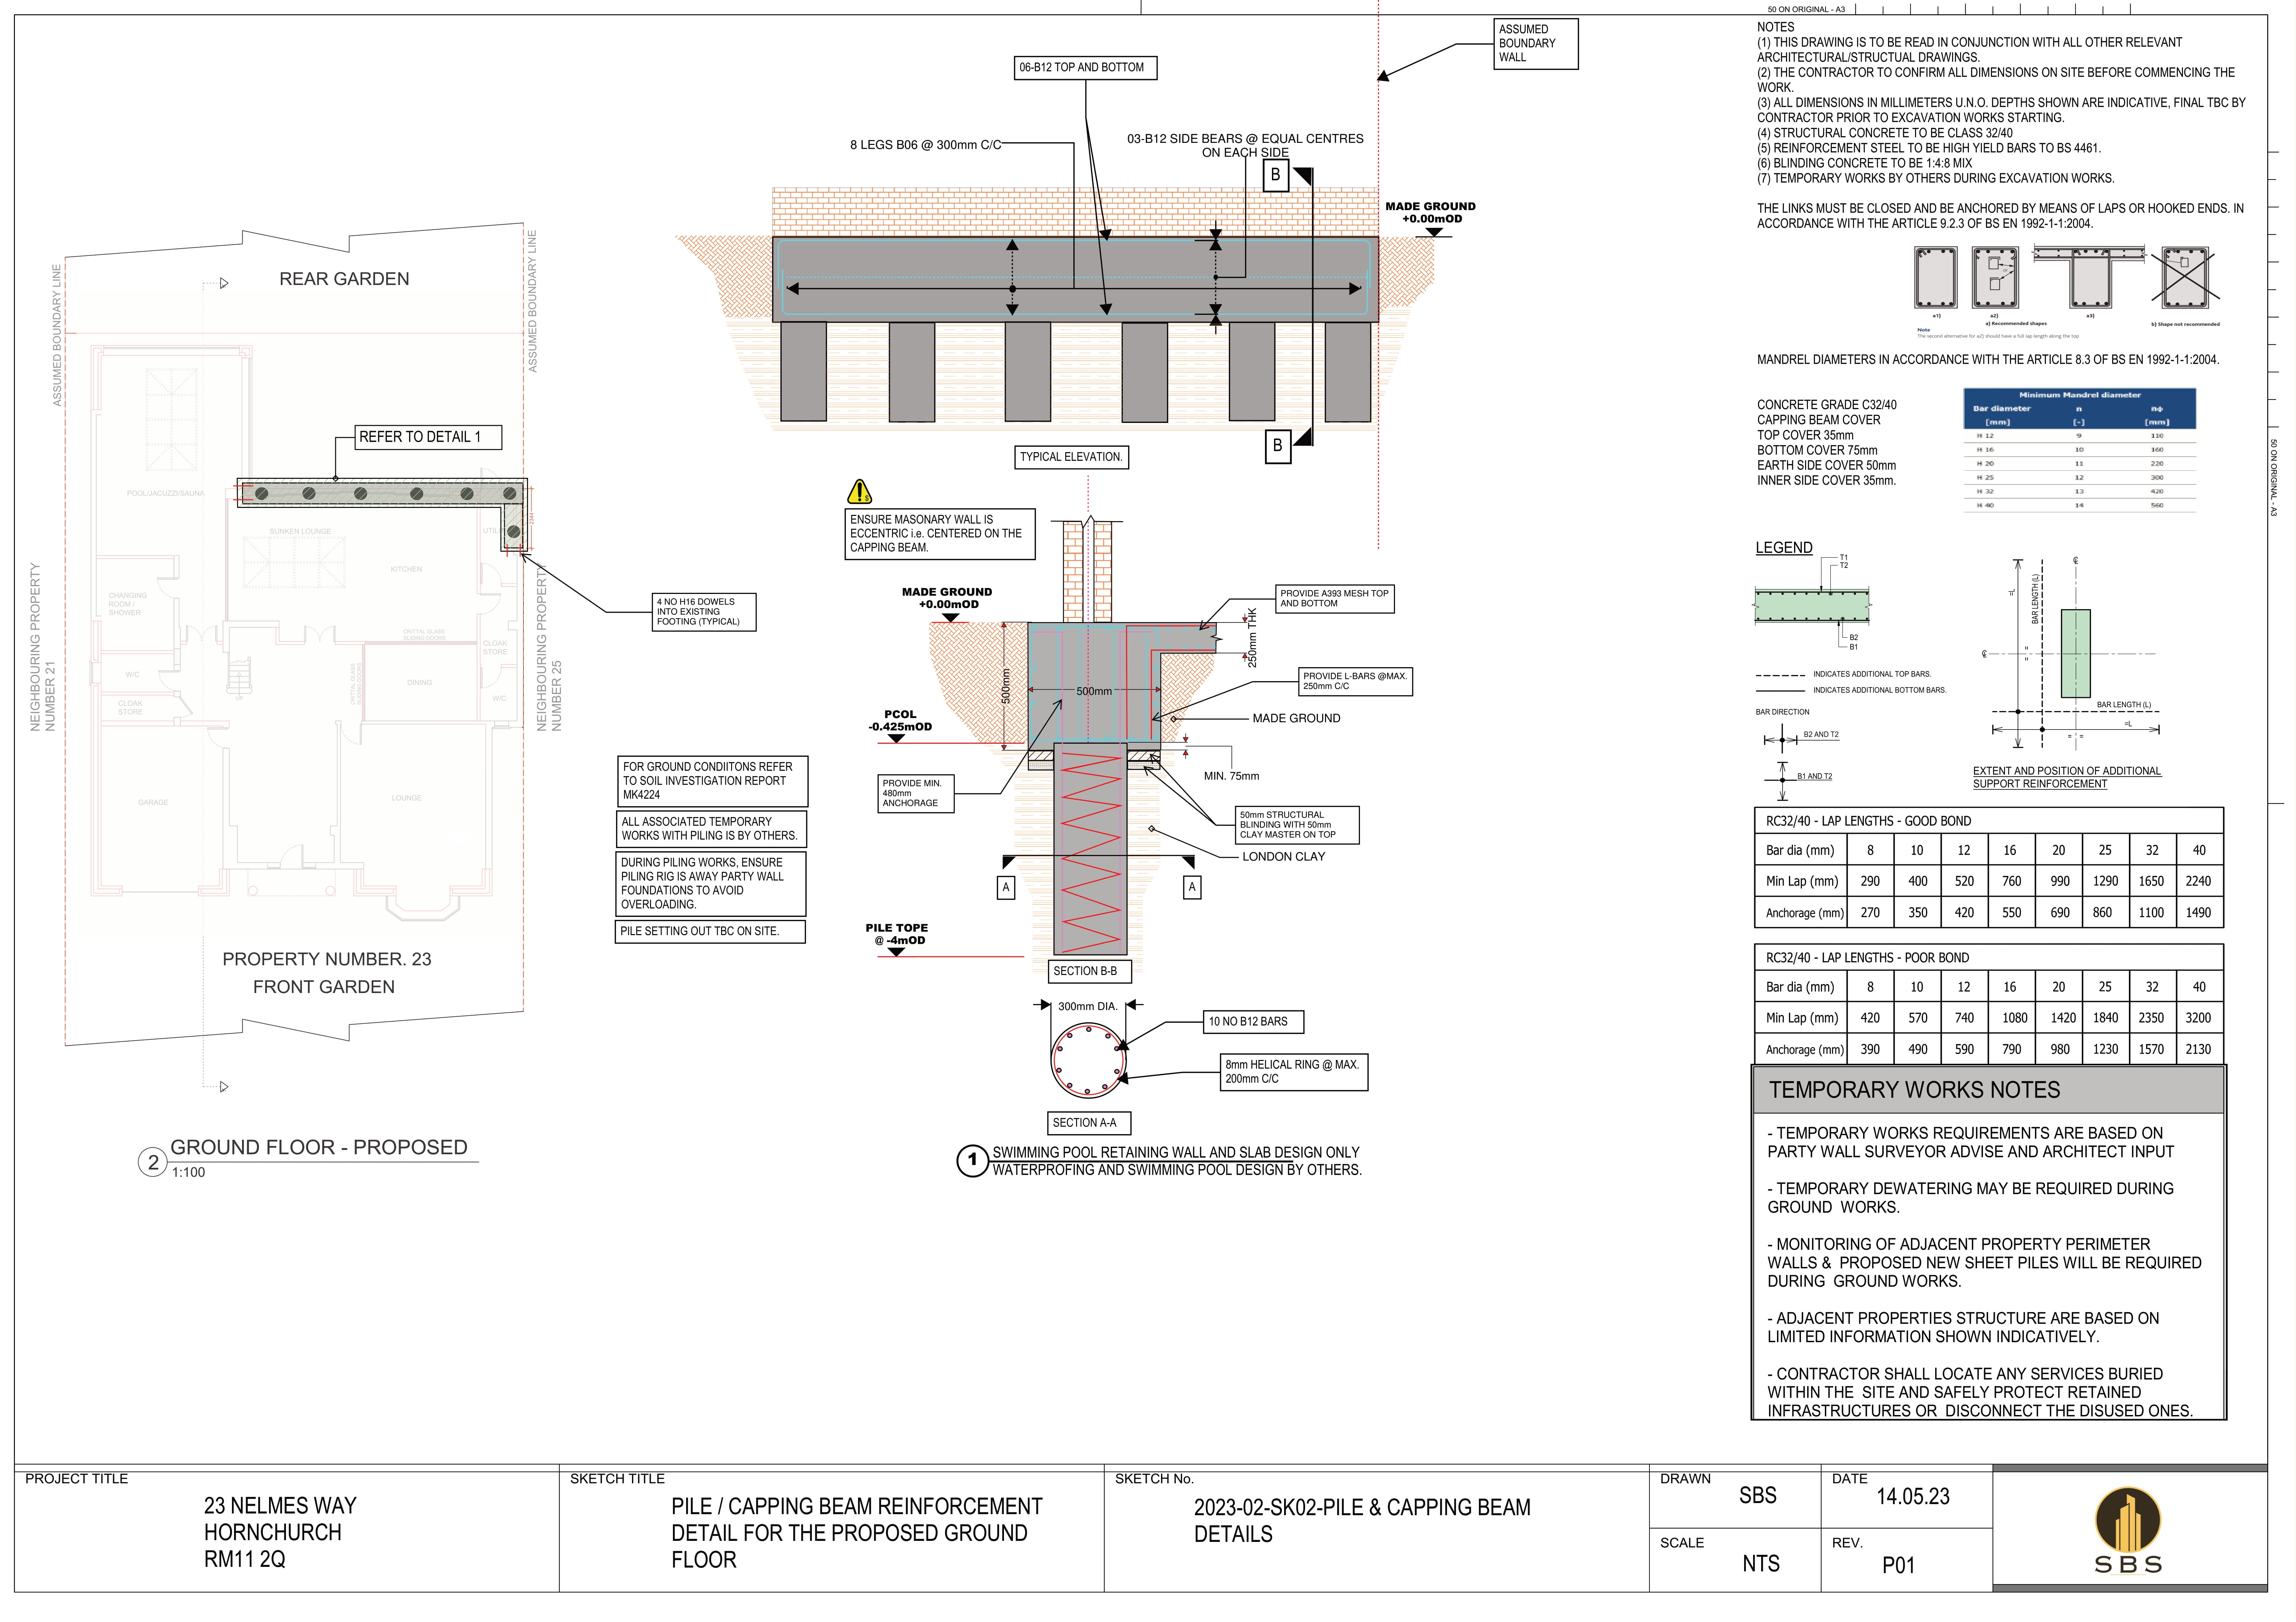 50 ON ORIGINAL - A3
NOTES
(1) THIS DRAWING IS TO BE READ IN CONJUNCTION WITH ALL OTHER RELEVANT
ARCHITECTURAL/STRUCTUAL DRAWINGS.
(2) THE CONTRACTOR TO CONFIRM ALL DIMENSIONS ON SITE BEFORE COMMENCING THE
WORK.
(3) ALL DIMENSIONS IN MILLIMETERS U.N.O. DEPTHS SHOWN ARE INDICATIVE, FINAL TBC BY
CONTRACTOR PRIOR TO EXCAVATION WORKS STARTING.
(4) STRUCTURAL CONCRETE TO BE CLASS 32/40
(5) REINFORCEMENT STEEL TO BE HIGH YIELD BARS TO BS 4461.
(6) BLINDING CONCRETE TO BE 1:4:8 MIX
(7) TEMPORARY WORKS BY OTHERS DURING EXCAVATION WORKS.
THE LINKS MUST BE CLOSED AND BE ANCHORED BY MEANS OF LAPS OR HOOKED ENDS. IN
ACCORDANCE WITH THE ARTICLE 9.2.3 OF BS EN 1992-1-1:2004.
a1)
a2)
a3)
a) Recommended shapes
b) Shape not recommended
Note
The second alternative for a2) should have a full lap length along the top
MANDREL DIAMETERS IN ACCORDANCE WITH THE ARTICLE 8.3 OF BS EN 1992-1-1:2004.
CONCRETE GRADE C32/40
CAPPING BEAM COVER
TOP COVER 35mm
BOTTOM COVER 75mm
EARTH SIDE COVER 50mm
INNER SIDE COVER 35mm.
Minimum Mandrel diameter
Bar diameter n nϕ
[mm] [-] [mm]
H 12 9 110
H 16 10 160
H 20 11 220
H 25 12 300
H 32 13 420
H 40 14 560
50 ON ORIGINAL - A3
LEGEND
T1
T2
B2
B1
INDICATES ADDITIONAL TOP BARS.
INDICATES ADDITIONAL BOTTOM BARS.
BAR DIRECTION
B2 AND T2
B1 AND T2
BAR LENGTH (L)
=L
BAR LENGTH (L)
=L
EXTENT AND POSITION OF ADDITIONAL
SUPPORT REINFORCEMENT
RC32/40 - LAP LENGTHS - GOOD BOND
Bar dia (mm) 8 10 12 16 20 25 32 40
Min Lap (mm) 290 400 520 760 990 1290 1650 2240
Anchorage (mm) 270 350 420 550 690 860 1100 1490
RC32/40 - LAP LENGTHS - POOR BOND
Bar dia (mm) 8 10 12 16 20 25 32 40
Min Lap (mm) 420 570 740 1080 1420 1840 2350 3200
Anchorage (mm) 390 490 590 790 980 1230 1570 2130
TEMPORARY WORKS NOTES
- TEMPORARY WORKS REQUIREMENTS ARE BASED ON
PARTY WALL SURVEYOR ADVISE AND ARCHITECT INPUT
- TEMPORARY DEWATERING MAY BE REQUIRED DURING
GROUND WORKS.
- MONITORING OF ADJACENT PROPERTY PERIMETER
WALLS & PROPOSED NEW SHEET PILES WILL BE REQUIRED
DURING GROUND WORKS.
- ADJACENT PROPERTIES STRUCTURE ARE BASED ON
LIMITED INFORMATION SHOWN INDICATIVELY.
- CONTRACTOR SHALL LOCATE ANY SERVICES BURIED
WITHIN THE SITE AND SAFELY PROTECT RETAINED
INFRASTRUCTURES OR DISCONNECT THE DISUSED ONES.
ASSUMED
BOUNDARY
WALL
06-B12 TOP AND BOTTOM
8 LEGS B06 @ 300mm C/C
03-B12 SIDE BEARS @ EQUAL CENTRES
ON EACH SIDE
B
MADE GROUND
+0.00mOD
B
TYPICAL ELEVATION.
ENSURE MASONARY WALL IS
ECCENTRIC i.e. CENTERED ON THE
CAPPING BEAM.
MADE GROUND
+0.00mOD
PROVIDE A393 MESH TOP
AND BOTTOM
250mm THK
500mm
500mm
PROVIDE L-BARS @MAX.
250mm C/C
MADE GROUND
PCOL
-0.425mOD
MIN. 75mm
PROVIDE MIN.
480mm
ANCHORAGE
50mm STRUCTURAL
BLINDING WITH 50mm
CLAY MASTER ON TOP
LONDON CLAY
A
A
PILE TOPE
@ -4mOD
SECTION B-B
300mm DIA.
10 NO B12 BARS
8mm HELICAL RING @ MAX.
200mm C/C
SECTION A-A
1
SWIMMING POOL RETAINING WALL AND SLAB DESIGN ONLY
WATERPROFING AND SWIMMING POOL DESIGN BY OTHERS.
FOR GROUND CONDIITONS REFER
TO SOIL INVESTIGATION REPORT
MK4224
ALL ASSOCIATED TEMPORARY
WORKS WITH PILING IS BY OTHERS.
DURING PILING WORKS, ENSURE
PILING RIG IS AWAY PARTY WALL
FOUNDATIONS TO AVOID
OVERLOADING.
PILE SETTING OUT TBC ON SITE.
4 NO H16 DOWELS
INTO EXISTING
FOOTING (TYPICAL)
REAR GARDEN
ASSUMED BOUNDARY LINE
ASSUMED BOUNDARY LINE
REFER TO DETAIL 1
POOL/JACUZZI/SAUNA
SUNKEN LOUNGE
KITCHEN
CHANGING
ROOM /
SHOWER
CRITTAL GLASS
SLIDING DOORS
CLOAK
STORE
W/C
UP
CRITTAL GLASS
SLIDING DOORS
DINING
W/C
CLOAK
STORE
GARAGE
LOUNGE
NEIGHBOURING PROPERTY
NUMBER 21
NEIGHBOURING PROPERTY
NUMBER 25
PROPERTY NUMBER. 23
FRONT GARDEN
2
GROUND FLOOR - PROPOSED
1:100
PROJECT TITLE
23 NELMES WAY
HORNCHURCH
RM11 2Q
SKETCH TITLE
PILE / CAPPING BEAM REINFORCEMENT
DETAIL FOR THE PROPOSED GROUND
FLOOR
SKETCH No.
2023-02-SK02-PILE & CAPPING BEAM
DETAILS
DRAWN
SBS
DATE
14.05.23
SCALE
NTS
REV.
P01
SBS